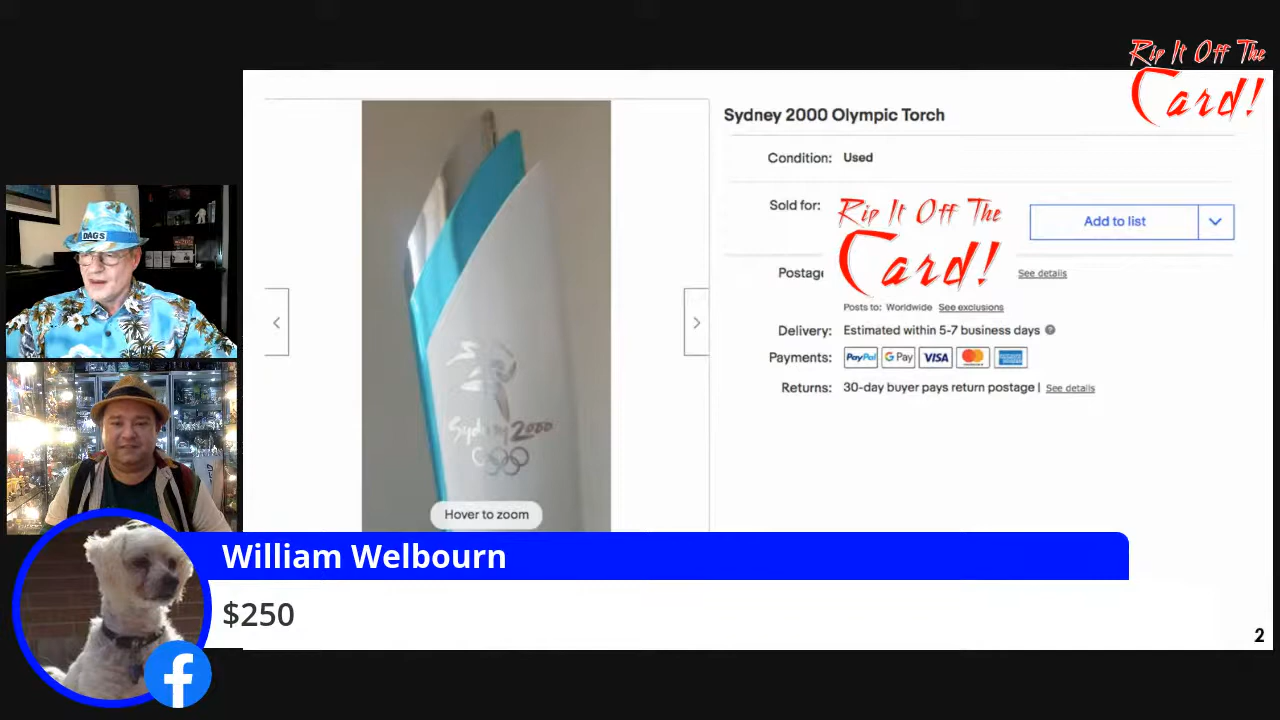 Rip It Off The
Card!
Sydney 2000 Olympic Torch
Condition: Used
Sold for:
Rip It Off The
Card!
Add to list
Postag
See details
Posts to: Worldwide See exclusions
Delivery: Estimated within 5-7 business days
Payments: PayPal G Pay VISA
Returns: 30-day buyer pays return postage | See details
DAGS
Sydney 2000
Hover to zoom
William Welbourn
$250
2